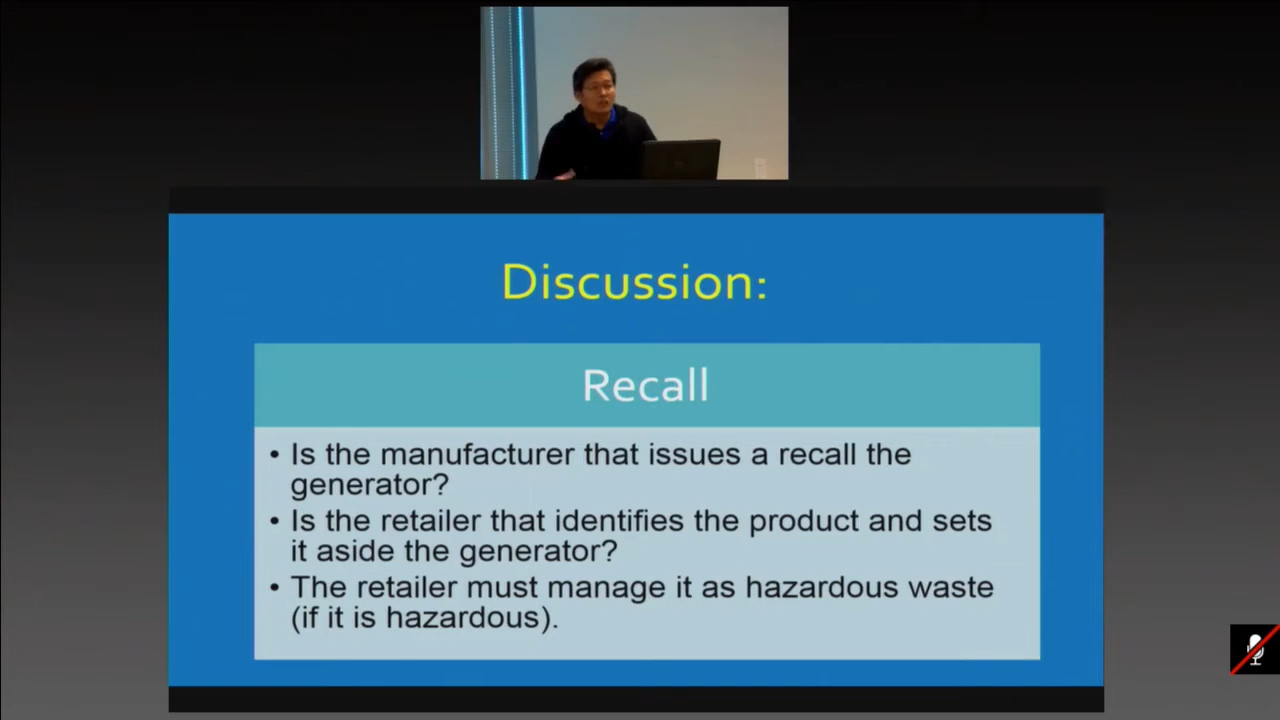 Discussion:
Recall
• Is the manufacturer that issues a recall the
generator?
• Is the retailer that identifies the product and sets
it aside the generator?
• The retailer must manage it as hazardous waste
(if it is hazardous).